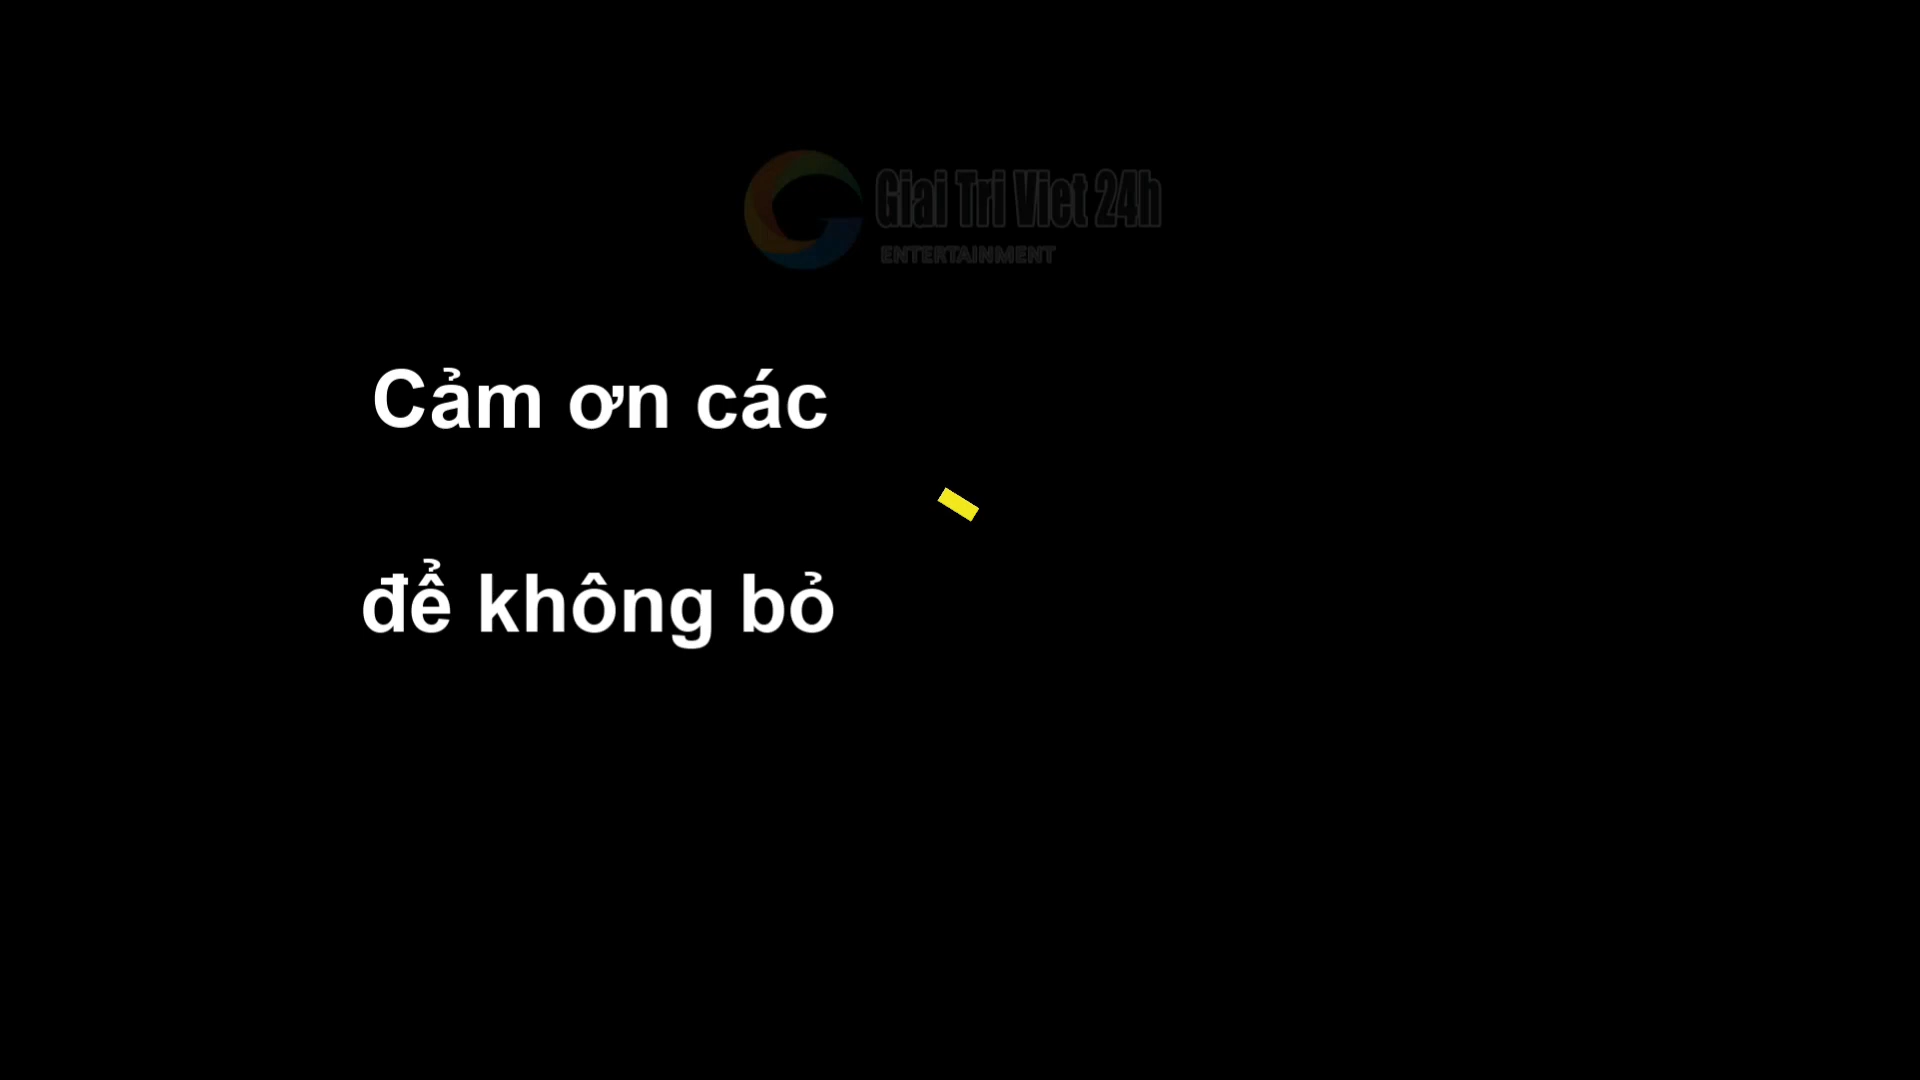 Giai Tri Viet 24h
ENTERTAINMENT
Cảm ơn các
để không bỏ